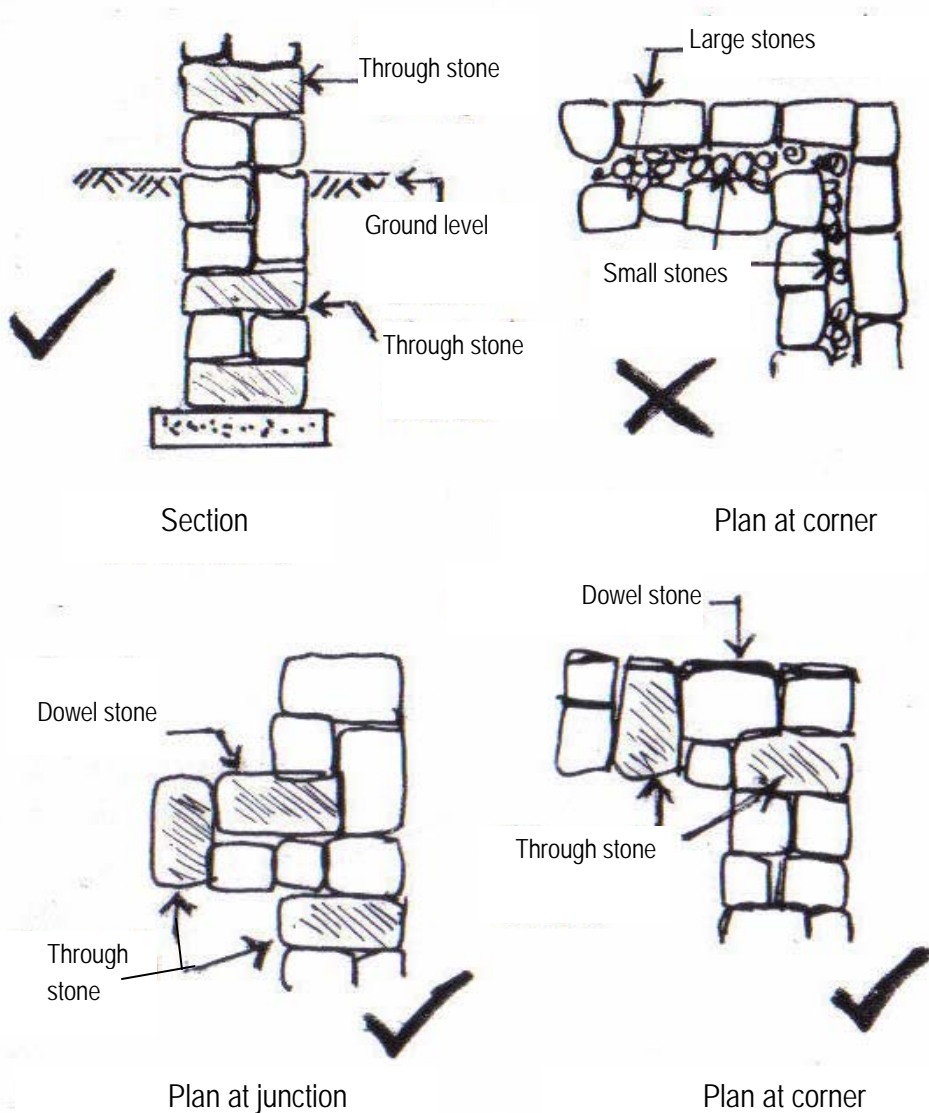 Through stone
Large stones
Ground level
Small stones
Through stone
Section
Plan at corner
Dowel stone
Dowel stone
Through stone
Through
stone
Plan at junction
Plan at corner